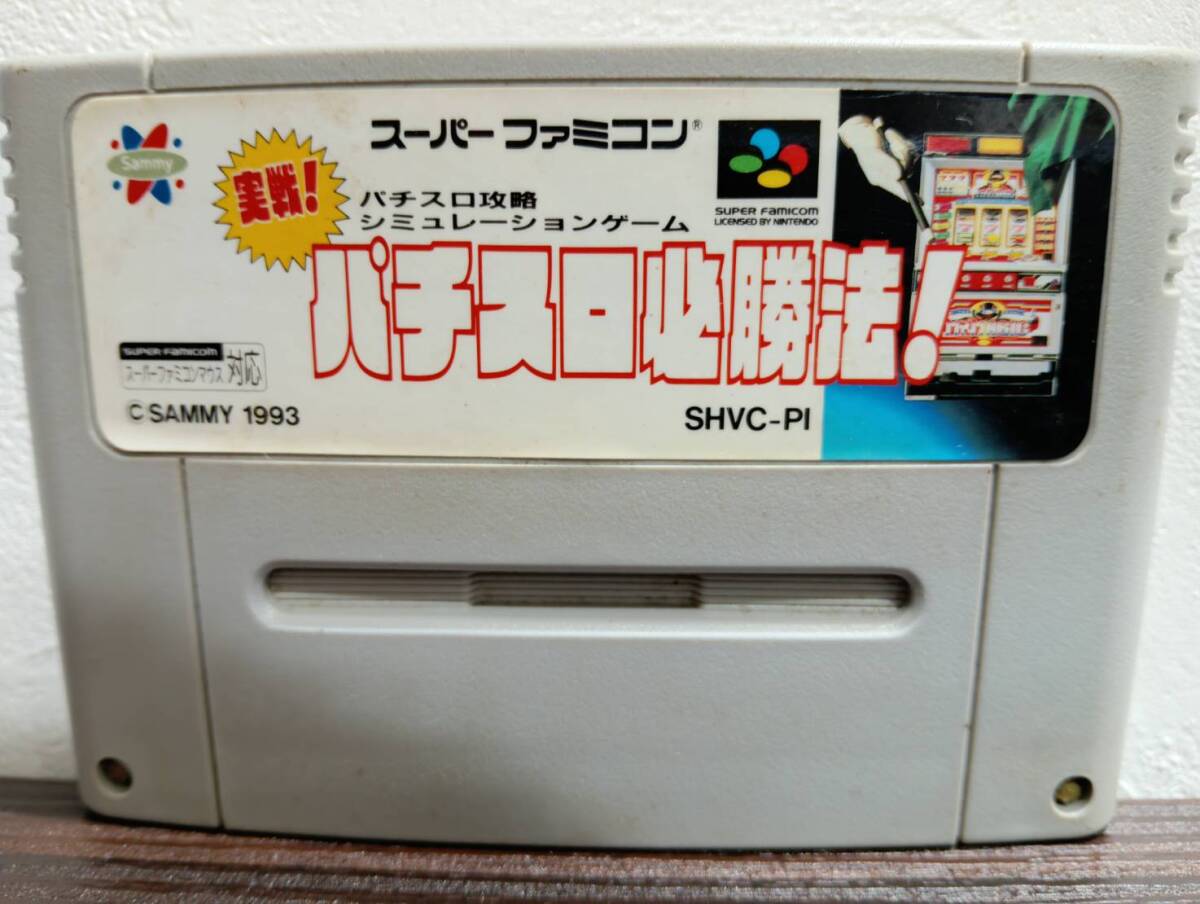 Sammy
実戦!
スーパーファミコン®
パチスロ攻略
シミュレーションゲーム
SUPER FAMICOM
LICENSED BY NINTENDO
パチスロ必勝法!
SUPER FAMICOM
スーパーファミコンマウス 対応
© SAMMY 1993
SHVC-PI